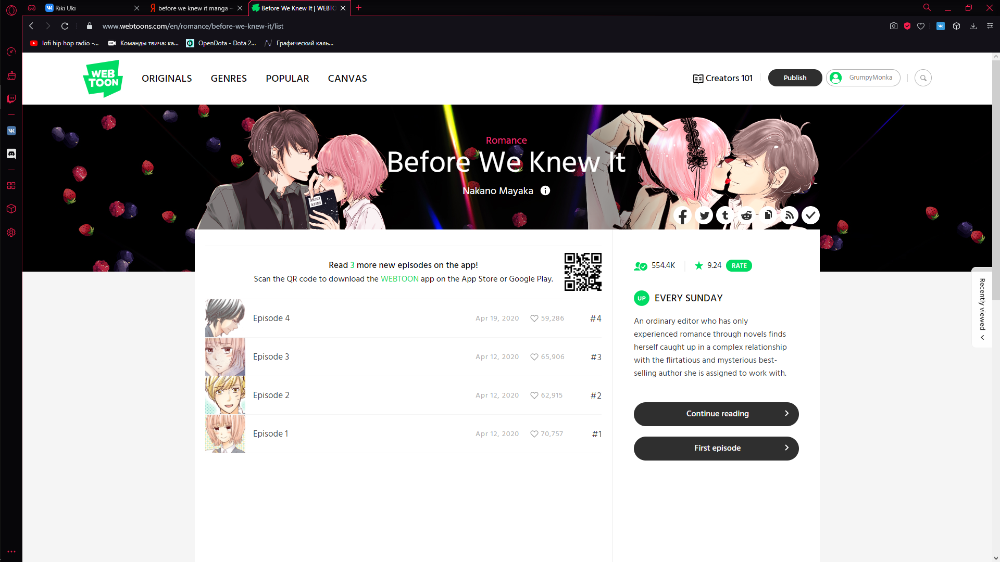 Riki Uki
before we knew it manga -
Before We Knew It | WEBTO
www.webtoons.com/en/romance/before-we-knew-it/list
lofi hip hop radio -...
Команды твича: ка...
OpenDota - Dota 2...
Графический каль...
WEB
TOON
ORIGINALS
GENRES
POPULAR
CANVAS
Creators 101
Publish
GrumpyMonka
Romance
Before We Knew It
Nakano Mayaka
Read 3 more new episodes on the app!
Scan the QR code to download the WEBTOON app on the App Store or Google Play.
Episode 4
Apr 19, 2020
59,286
#4
Episode 3
Apr 12, 2020
65,906
#3
Episode 2
Apr 12, 2020
62,915
#2
Episode 1
Apr 12, 2020
70,757
#1
554.4K
9.24
RATE
UP
EVERY SUNDAY
An ordinary editor who has only
experienced romance through novels finds
herself caught up in a complex relationship
with the flirtatious and mysterious best-
selling author she is assigned to work with.
Continue reading
First episode
Recently viewed